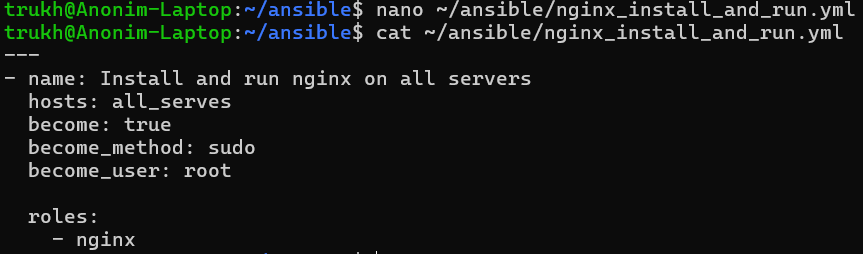 trukh@Anonim-Laptop:~/ansible$ nano ~/ansible/nginx_install_and_run.yml
trukh@Anonim-Laptop:~/ansible$ cat ~/ansible/nginx_install_and_run.yml
---
- name: Install and run nginx on all servers
  hosts: all_serves
  become: true
  become_method: sudo
  become_user: root

  roles:
    - nginx